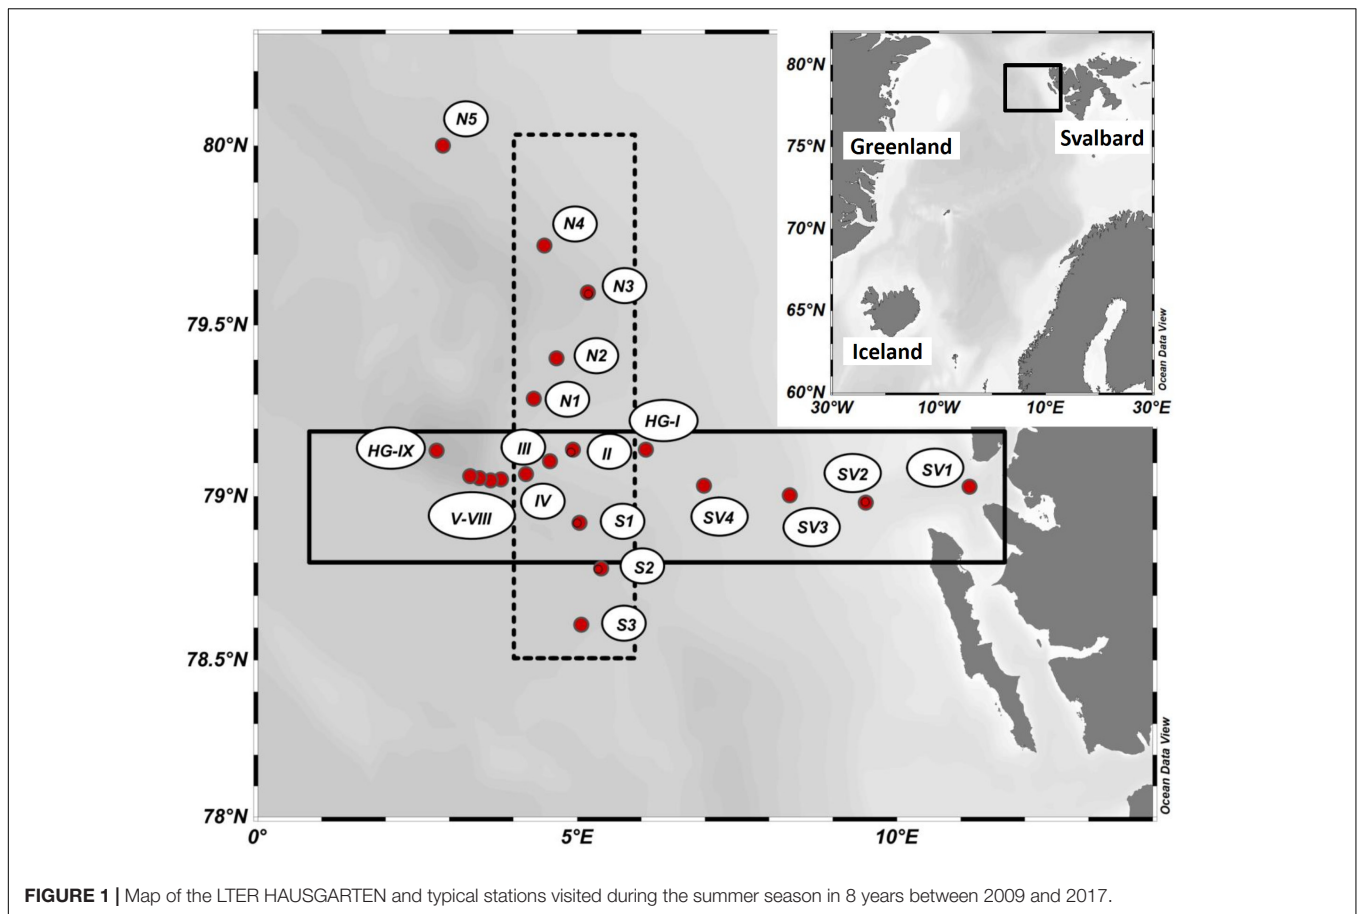 80°N
79.5°N
79°N
78.5°N
78°N
0°
5°E
10°E
N5
N4
N3
N2
N1
HG-I
HG-IX
III
II
IV
V-VIII
S1
S2
S3
SV4
SV3
SV2
SV1
Ocean Data View
80°N
75°N
70°N
65°N
60°N
30°W
10°W
10°E
30°E
Greenland
Svalbard
Iceland
Ocean Data View
FIGURE 1 | Map of the LTER HAUSGARTEN and typical stations visited during the summer season in 8 years between 2009 and 2017.